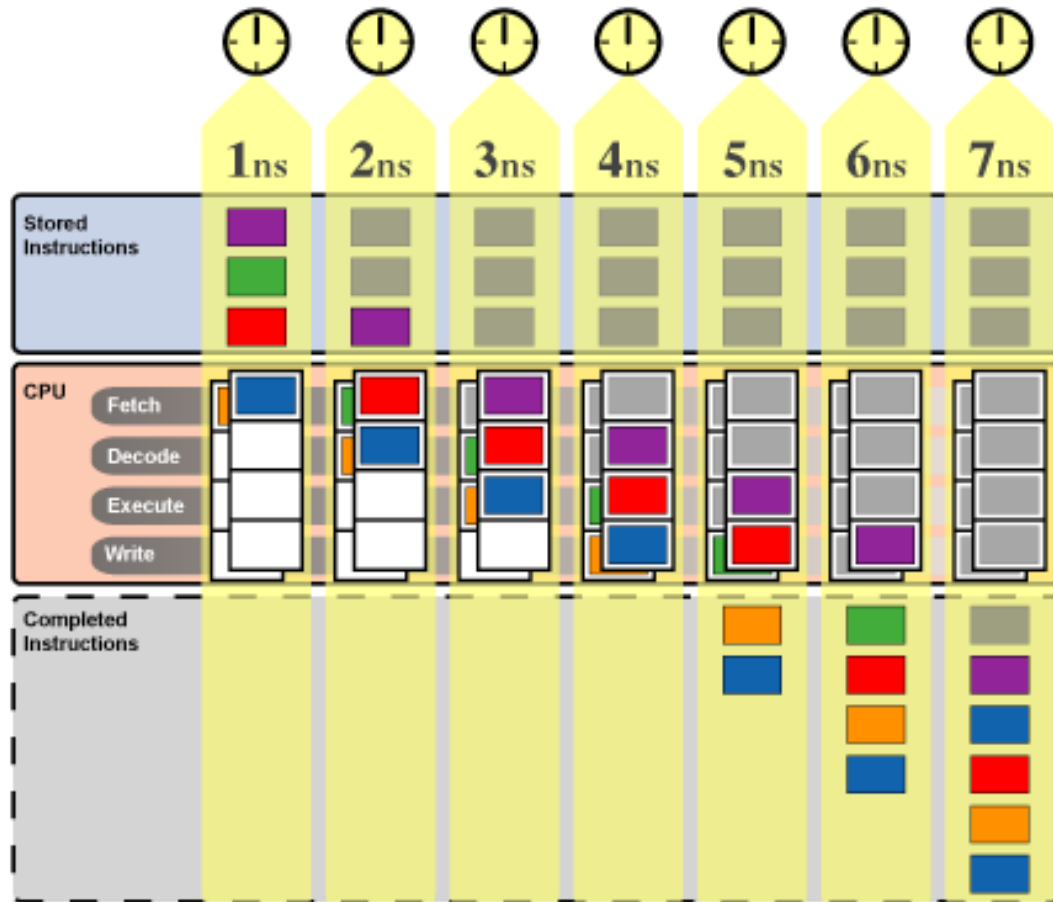 1ns 2ns 3ns 4ns 5ns 6ns 7ns
Stored
Instructions
CPU
Fetch
Decode
Execute
Write
Completed
Instructions